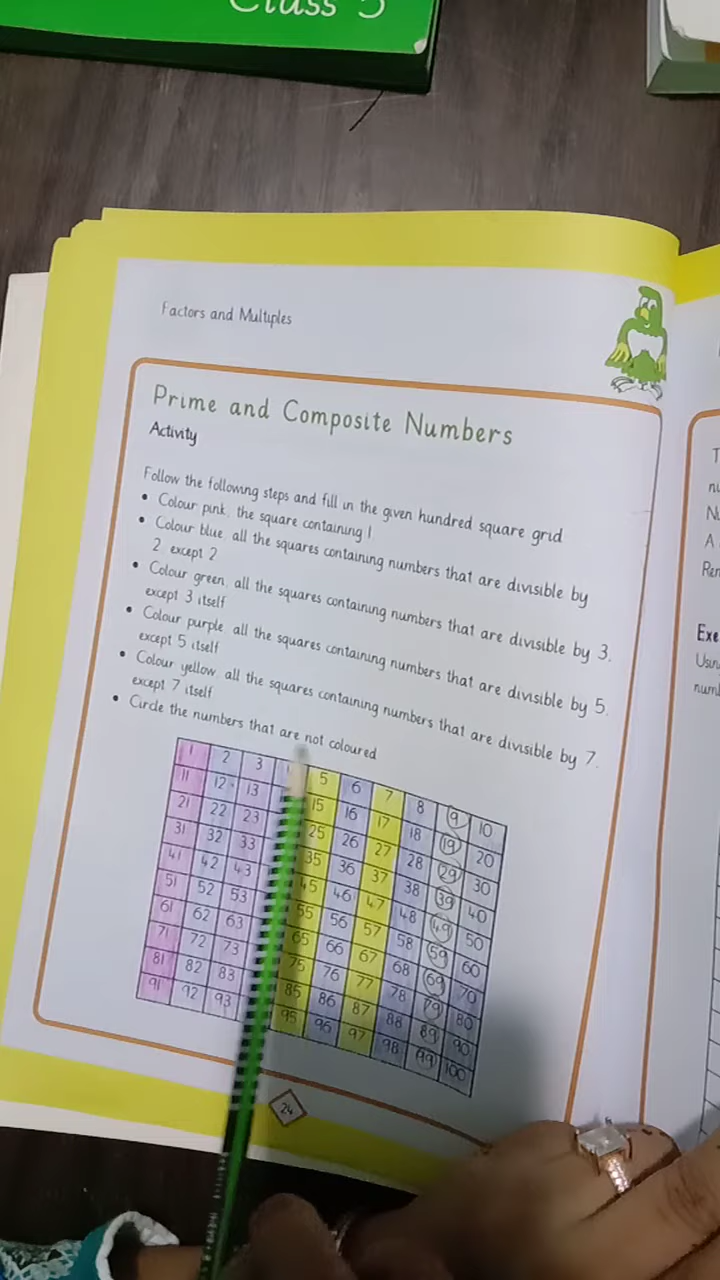 Class 5
Factors and Multiples
Prime and Composite Numbers
Activity
Follow the following steps and fill in the given hundred square grid
• Colour pink, the square containing 1
• Colour blue, all the squares containing numbers that are divisible by
2, except 2
• Colour green, all the squares containing numbers that are divisible by 3.
except 3 itself
• Colour purple, all the squares containing numbers that are divisible by 5.
except 5 itself
• Colour yellow, all the squares containing numbers that are divisible by 7.
except 7 itself
• Circle the numbers that are not coloured
1 2 3 5 6 7 8 9 10
11 12 13 15 16 17 18 19 20
21 22 23 25 26 27 28 29 30
31 32 33 35 36 37 38 39 40
41 42 43 45 46 47 48 49 50
51 52 53 55 56 57 58 59 60
61 62 63 65 66 67 68 69 70
71 72 73 75 76 77 78 79 80
81 82 83 85 86 87 88 89 90
91 92 93 95 96 97 98 99 100
24
Exe
Usin